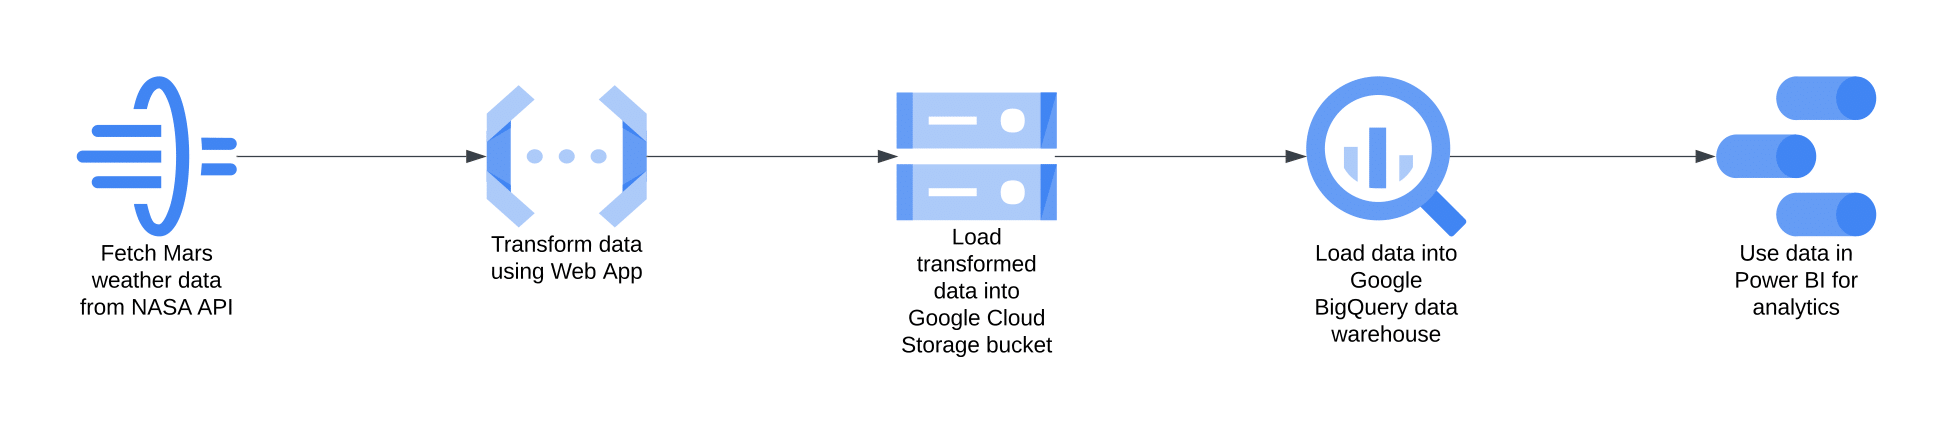 Fetch Mars
weather data
from NASA API
Transform data
using Web App
Load
transformed
data into
Google Cloud
Storage bucket
Load data into
Google
BigQuery data
warehouse
Use data in
Power BI for
analytics